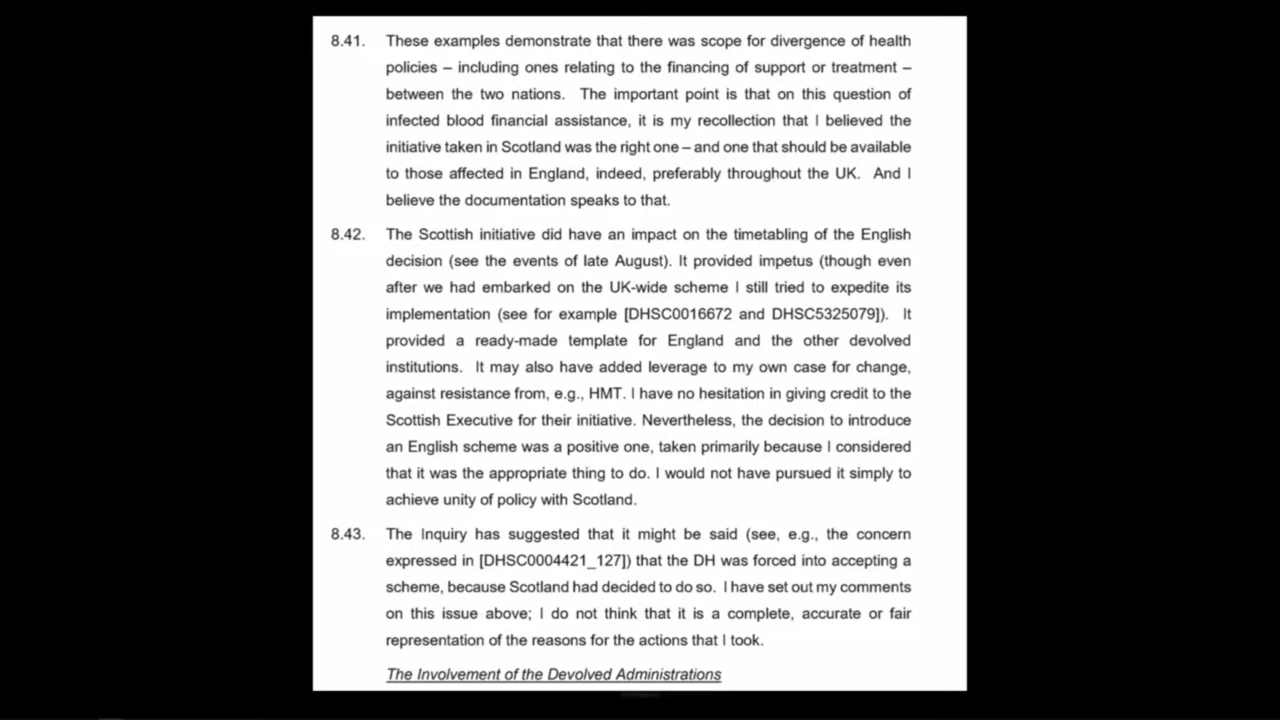 8.41. These examples demonstrate that there was scope for divergence of health
policies – including ones relating to the financing of support or treatment –
between the two nations. The important point is that on this question of
infected blood financial assistance, it is my recollection that I believed the
initiative taken in Scotland was the right one – and one that should be available
to those affected in England, indeed, preferably throughout the UK. And I
believe the documentation speaks to that.
8.42. The Scottish initiative did have an impact on the timetabling of the English
decision (see the events of late August). It provided impetus (though even
after we had embarked on the UK-wide scheme I still tried to expedite its
implementation (see for example [DHSC0016672 and DHSC5325079]). It
provided a ready-made template for England and the other devolved
institutions. It may also have added leverage to my own case for change,
against resistance from, e.g., HMT. I have no hesitation in giving credit to the
Scottish Executive for their initiative. Nevertheless, the decision to introduce
an English scheme was a positive one, taken primarily because I considered
that it was the appropriate thing to do. I would not have pursued it simply to
achieve unity of policy with Scotland.
8.43. The Inquiry has suggested that it might be said (see, e.g., the concern
expressed in [DHSC0004421_127]) that the DH was forced into accepting a
scheme, because Scotland had decided to do so. I have set out my comments
on this issue above; I do not think that it is a complete, accurate or fair
representation of the reasons for the actions that I took.
The Involvement of the Devolved Administrations